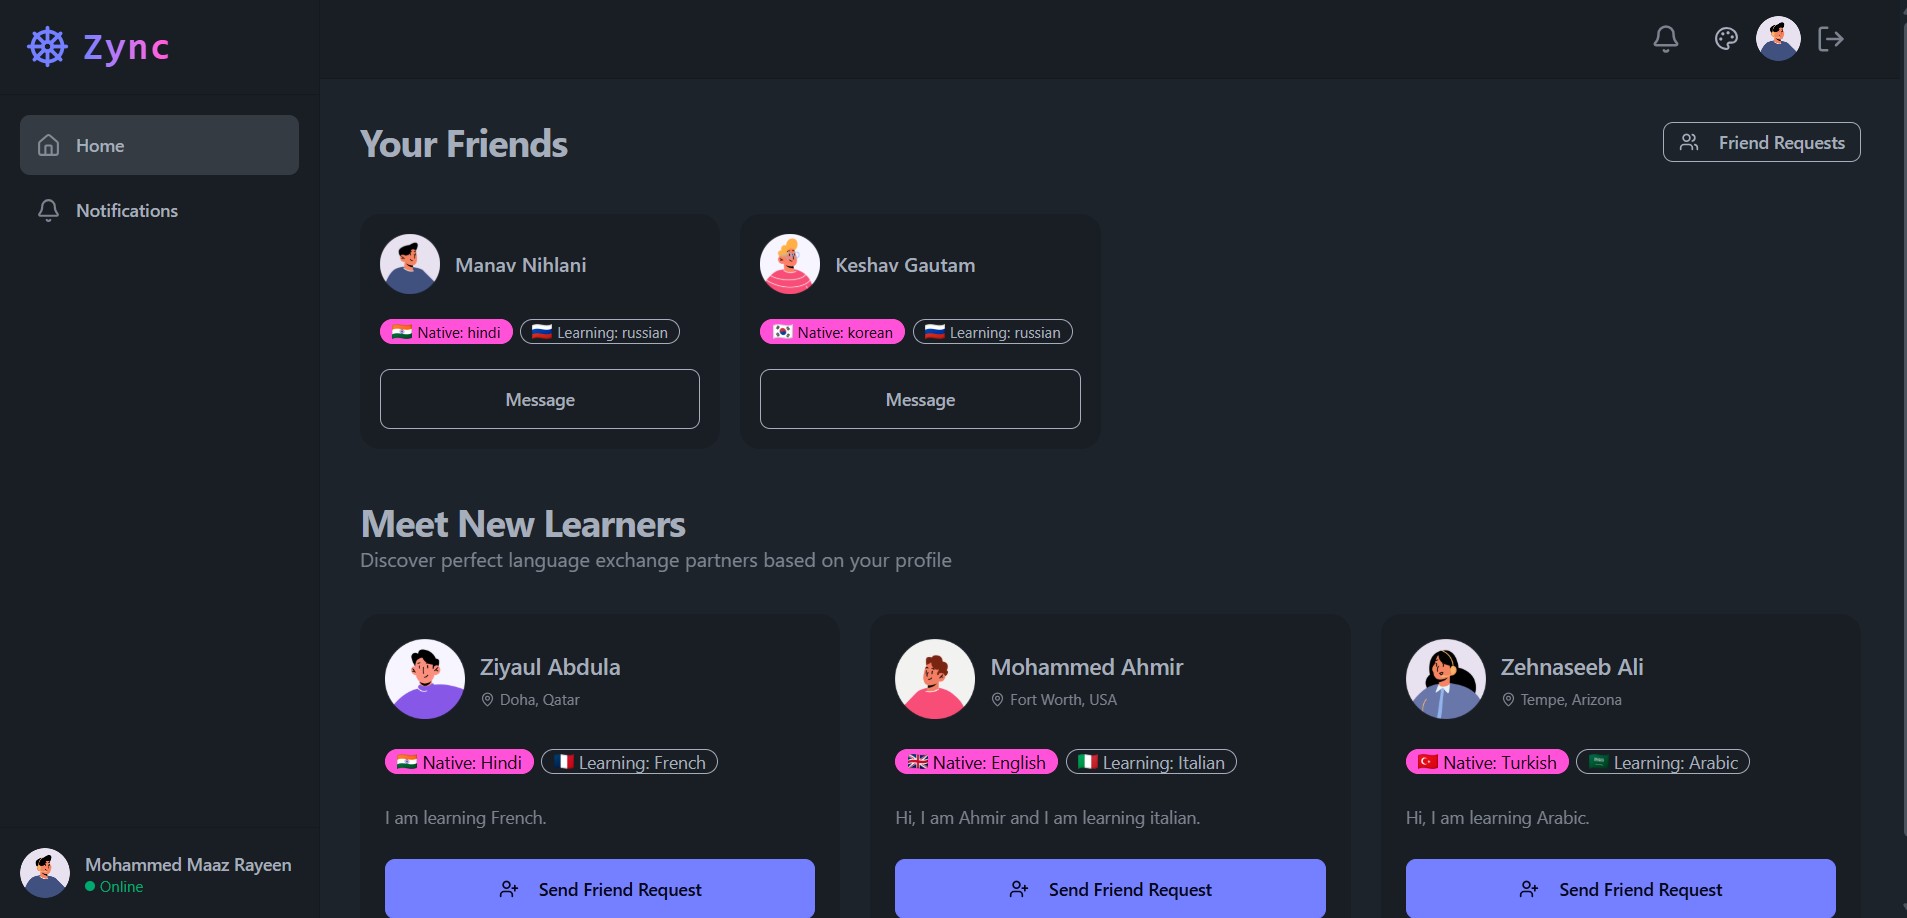 Zync
Home
Notifications
Your Friends
Friend Requests
Manav Nihlani
Native: hindi
Learning: russian
Message
Keshav Gautam
Native: korean
Learning: russian
Message
Meet New Learners
Discover perfect language exchange partners based on your profile
Ziyaul Abdula
Doha, Qatar
Native: Hindi
Learning: French
I am learning French.
Send Friend Request
Mohammed Ahmir
Fort Worth, USA
Native: English
Learning: Italian
Hi, I am Ahmir and I am learning italian.
Send Friend Request
Zehnaseeb Ali
Tempe, Arizona
Native: Turkish
Learning: Arabic
Hi, I am learning Arabic.
Send Friend Request
Mohammed Maaz Rayeen
Online